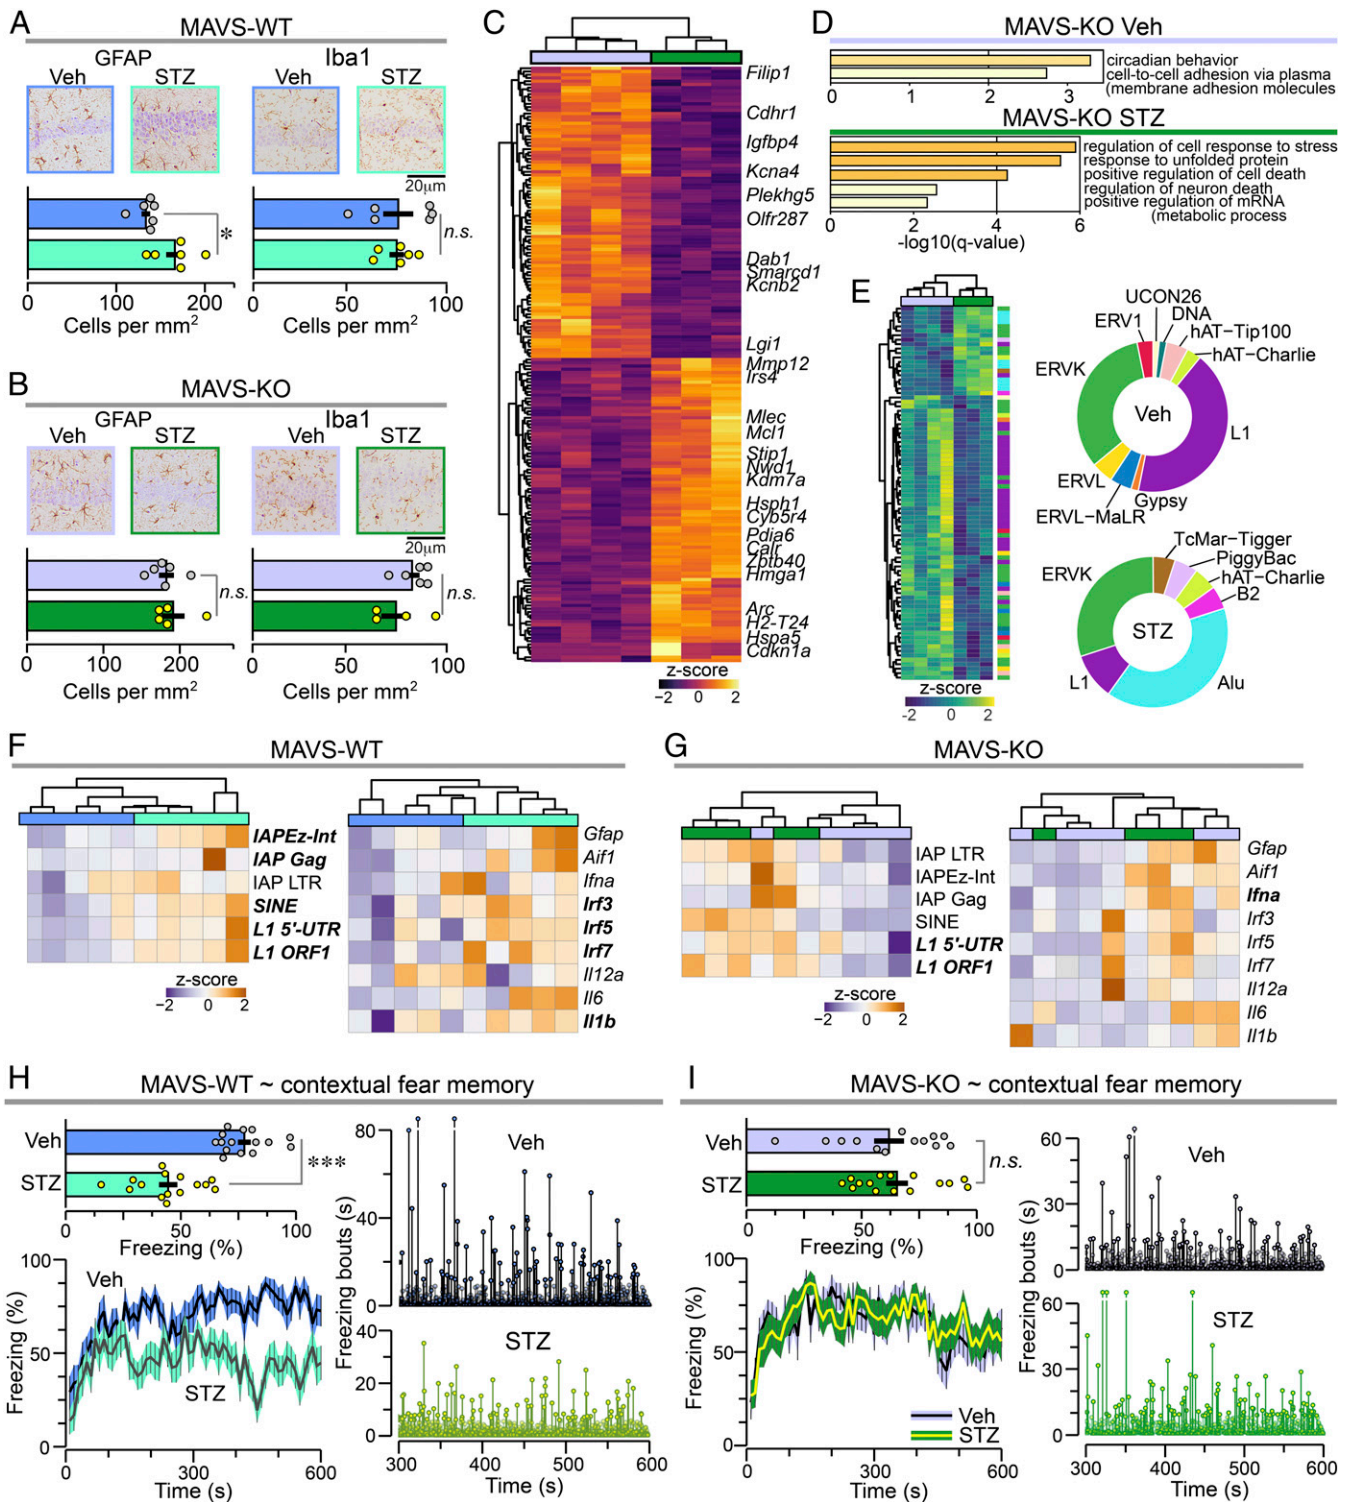 A
MAVS-WT
GFAP
Iba1
Veh
STZ
Veh
STZ
20µm
*
n.s.
0
100
200
0
50
100
Cells per mm2
Cells per mm2
B
MAVS-KO
GFAP
Iba1
Veh
STZ
Veh
STZ
20µm
n.s.
n.s.
0
100
200
0
50
100
Cells per mm2
Cells per mm2
C
Filip1
Cdhr1
Igfbp4
Kcna4
Plekhg5
Olfr287
Dab1
Smarcd1
Kcnb2
Lgi1
Mmp12
Irs4
Mlec
Mcl1
Stip1
Nwd1
Kdm7a
Hsph1
Cyb5r4
Pdia6
Calr
Zbtb40
Hmga1
Arc
H2-T24
Hspa5
Cdkn1a
z-score
−2 0 2
D
MAVS-KO Veh
circadian behavior
cell-to-cell adhesion via plasma
(membrane adhesion molecules
0 1 2 3
MAVS-KO STZ
regulation of cell response to stress
response to unfolded protein
positive regulation of cell death
regulation of neuron death
positive regulation of mRNA
(metabolic process
0 2 4 6
-log10(q-value)
E
z-score
-2 0 2
UCON26
DNA
ERV1
hAT−Tip100
hAT−Charlie
ERVK
Veh
L1
ERVL
Gypsy
ERVL−MaLR
TcMar−Tigger
PiggyBac
ERVK
hAT−Charlie
B2
STZ
L1
Alu
F
MAVS-WT
IAPEz-Int
IAP Gag
IAP LTR
SINE
L1 5'-UTR
L1 ORF1
z-score
−2 0 2
Gfap
Aif1
Ifna
Irf3
Irf5
Irf7
Il12a
Il6
Il1b
G
MAVS-KO
IAP LTR
IAPEz-Int
IAP Gag
SINE
L1 5'-UTR
L1 ORF1
z-score
−2 0 2
Gfap
Aif1
Ifna
Irf3
Irf5
Irf7
Il12a
Il6
Il1b
H
MAVS-WT ~ contextual fear memory
Veh
STZ
***
0 50 100
Freezing (%)
100
50
0
Freezing (%)
Veh
STZ
0 300 600
Time (s)
80
40
0
Veh
Freezing bouts (s)
40
20
0
STZ
300 400 500 600
Time (s)
I
MAVS-KO ~ contextual fear memory
Veh
STZ
n.s.
0 50 100
Freezing (%)
100
50
0
Freezing (%)
Veh
STZ
0 300 600
Time (s)
60
30
0
Veh
Freezing bouts (s)
60
30
0
STZ
300 400 500 600
Time (s)